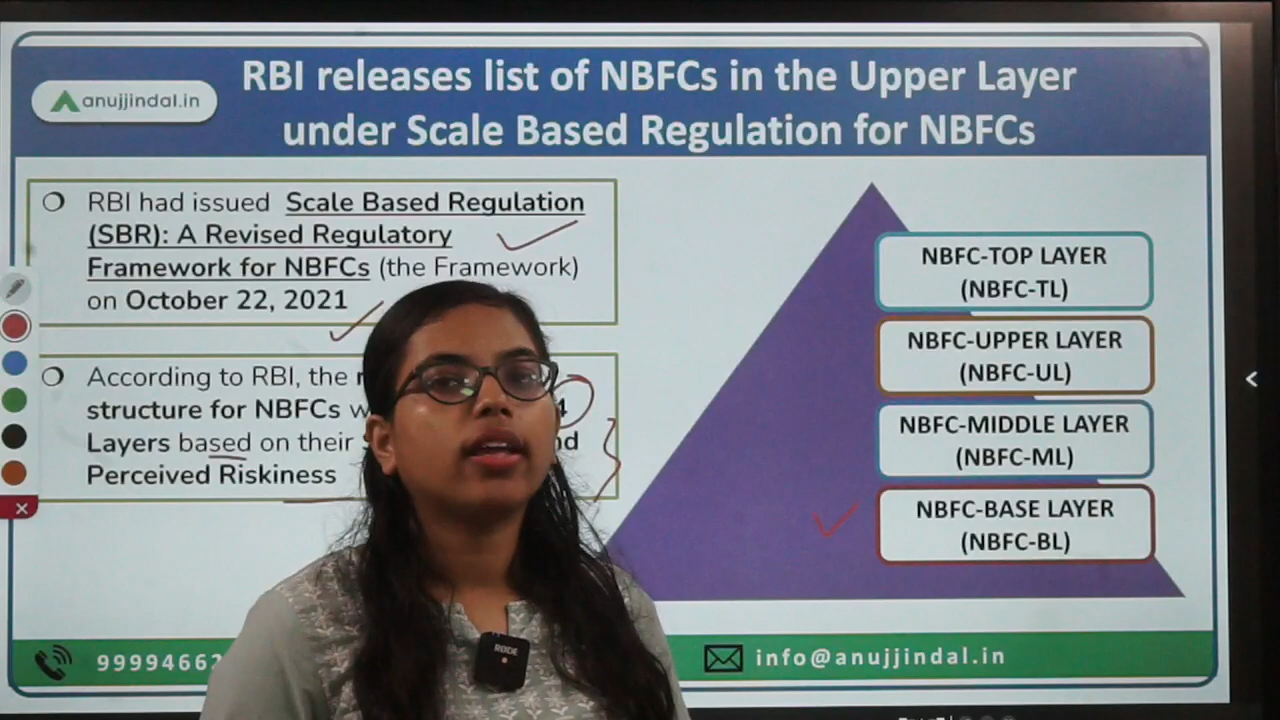 RBI releases list of NBFCs in the Upper Layer
under Scale Based Regulation for NBFCs
anujjindal.in
RBI had issued Scale Based Regulation
(SBR): A Revised Regulatory
Framework for NBFCs (the Framework)
on October 22, 2021
According to RBI, the
structure for NBFCs
4
Layers based on their
Perceived Riskiness
NBFC-TOP LAYER
(NBFC-TL)
NBFC-UPPER LAYER
(NBFC-UL)
NBFC-MIDDLE LAYER
(NBFC-ML)
NBFC-BASE LAYER
(NBFC-BL)
99994662
info@anujjindal.in
RODE